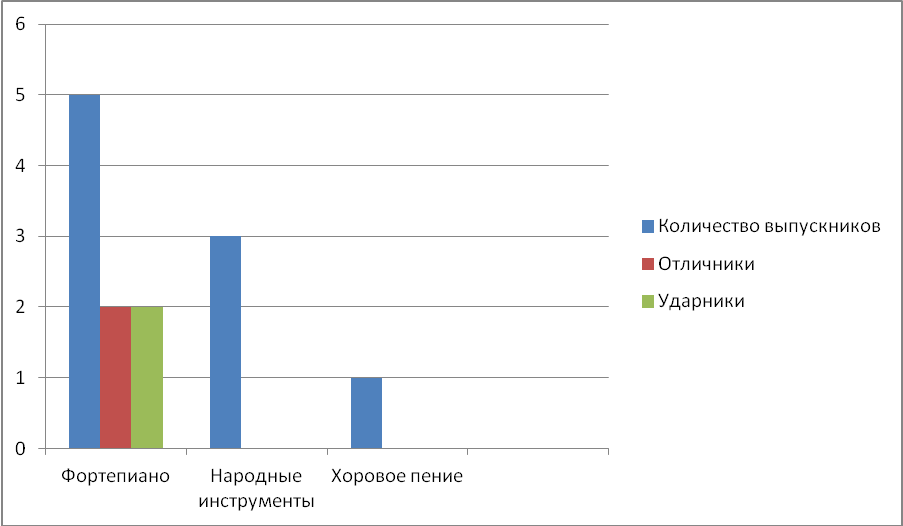 6
5
4
3
2
1
0
Фортепиано
Народные
инструменты
Хоровое пение
Количество выпускников
Отличники
Ударники